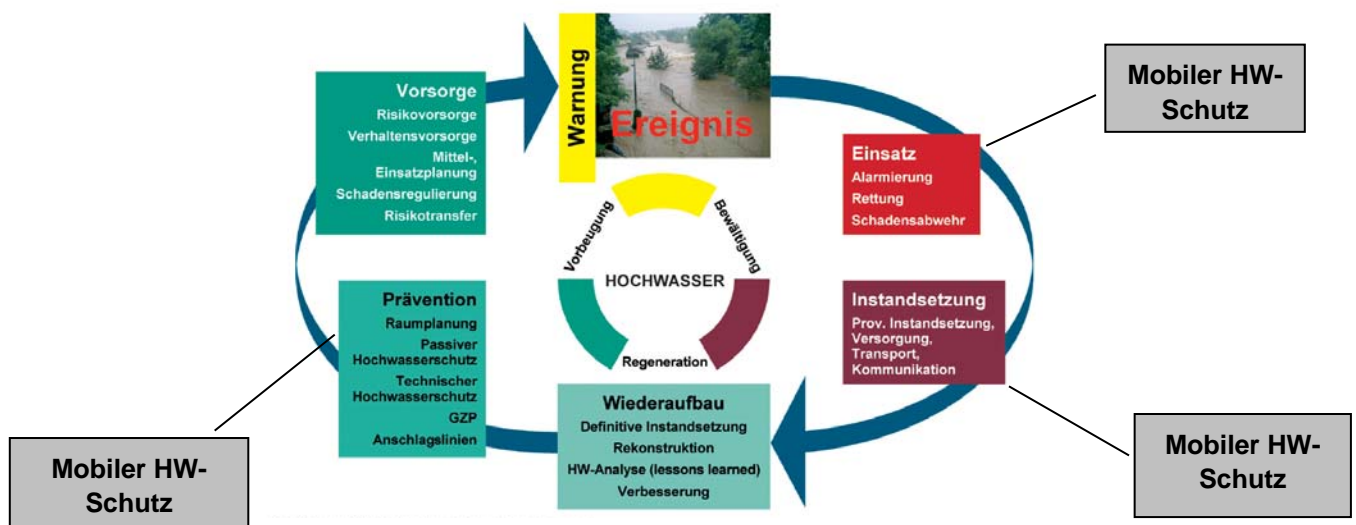 Warnung
Ereignis
Mobiler HW-
Schutz
Vorsorge
Risikovorsorge
Verhaltensvorsorge
Mittel-,
Einsatzplanung
Schadensregulierung
Risikotransfer
Einsatz
Alarmierung
Rettung
Schadensabwehr
Vorbeugung
Bewältigung
HOCHWASSER
Regeneration
Prävention
Raumplanung
Passiver
Hochwasserschutz
Technischer
Hochwasserschutz
GZP
Anschlagslinien
Instandsetzung
Prov. Instandsetzung,
Versorgung,
Transport,
Kommunikation
Wiederaufbau
Definitive Instandsetzung
Rekonstruktion
HW-Analyse (lessons learned)
Verbesserung
Mobiler HW-
Schutz
Mobiler HW-
Schutz